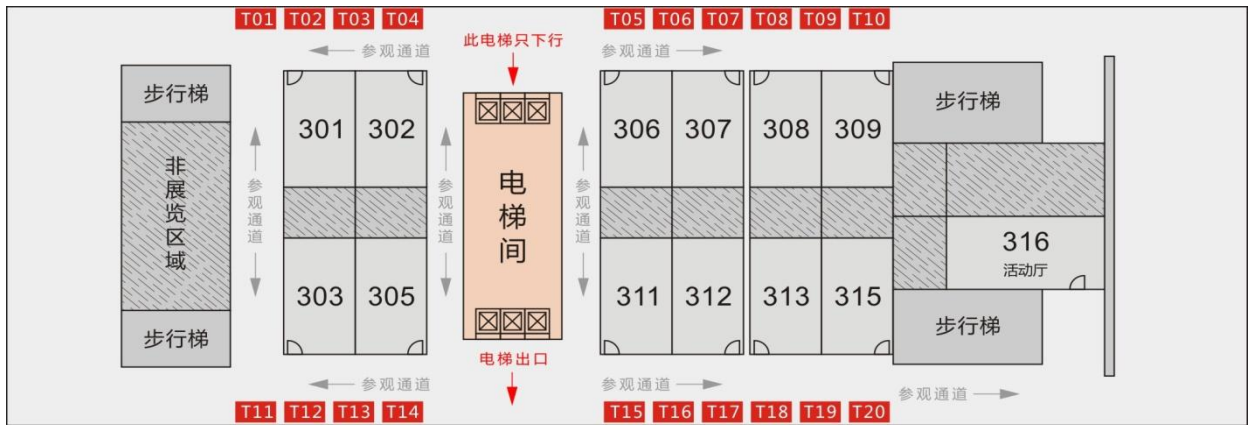 T01 T02 T03 T04 T05 T06 T07 T08 T09 T10
参观通道 此电梯只下行 参观通道
步行梯 步行梯
301 302 306 307 308 309
非展览区域
参观通道
参观通道
电梯间
参观通道
316
活动厅
303 305 311 312 313 315
步行梯 步行梯
电梯出口
参观通道 参观通道 参观通道
T11 T12 T13 T14 T15 T16 T17 T18 T19 T20